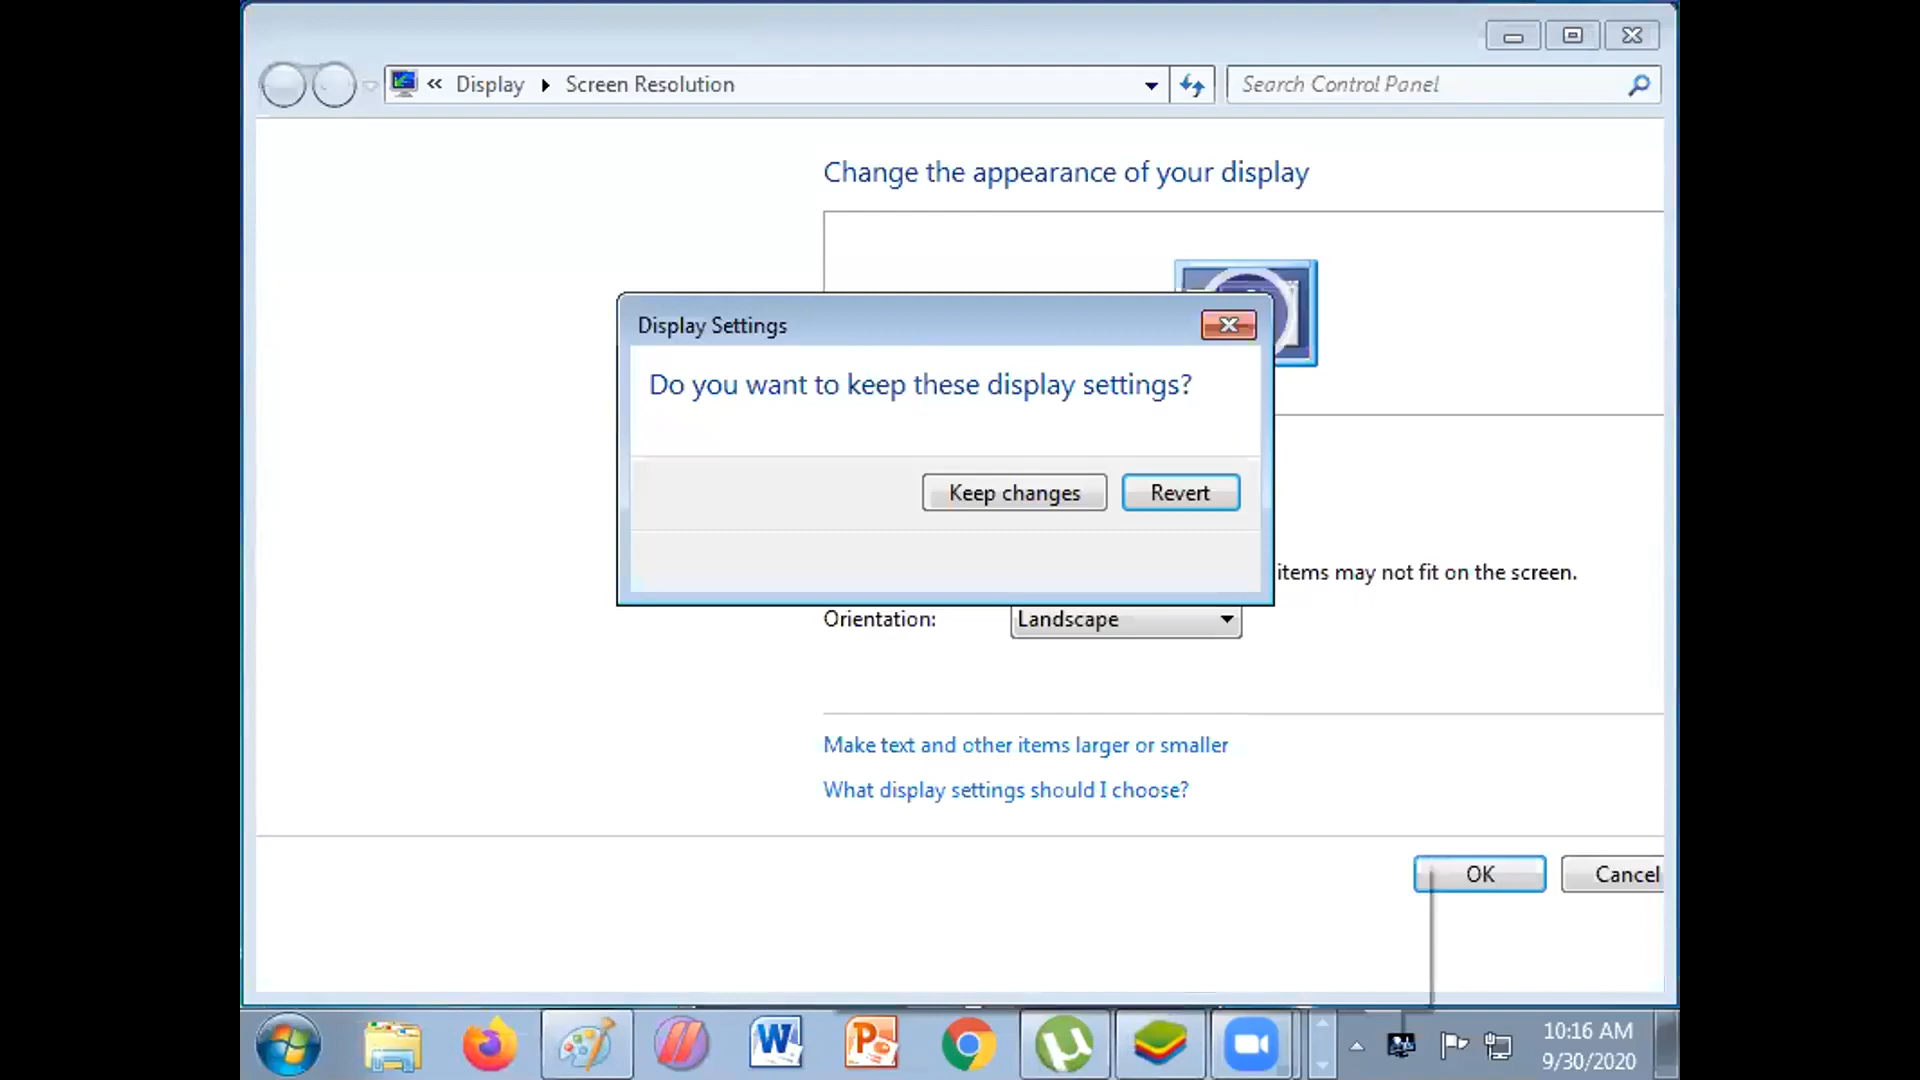 « Display ▸ Screen Resolution
Search Control Panel
Change the appearance of your display
Display Settings
Do you want to keep these display settings?
Keep changes
Revert
items may not fit on the screen.
Orientation:
Landscape
Make text and other items larger or smaller
What display settings should I choose?
OK
Cancel
10:16 AM
9/30/2020